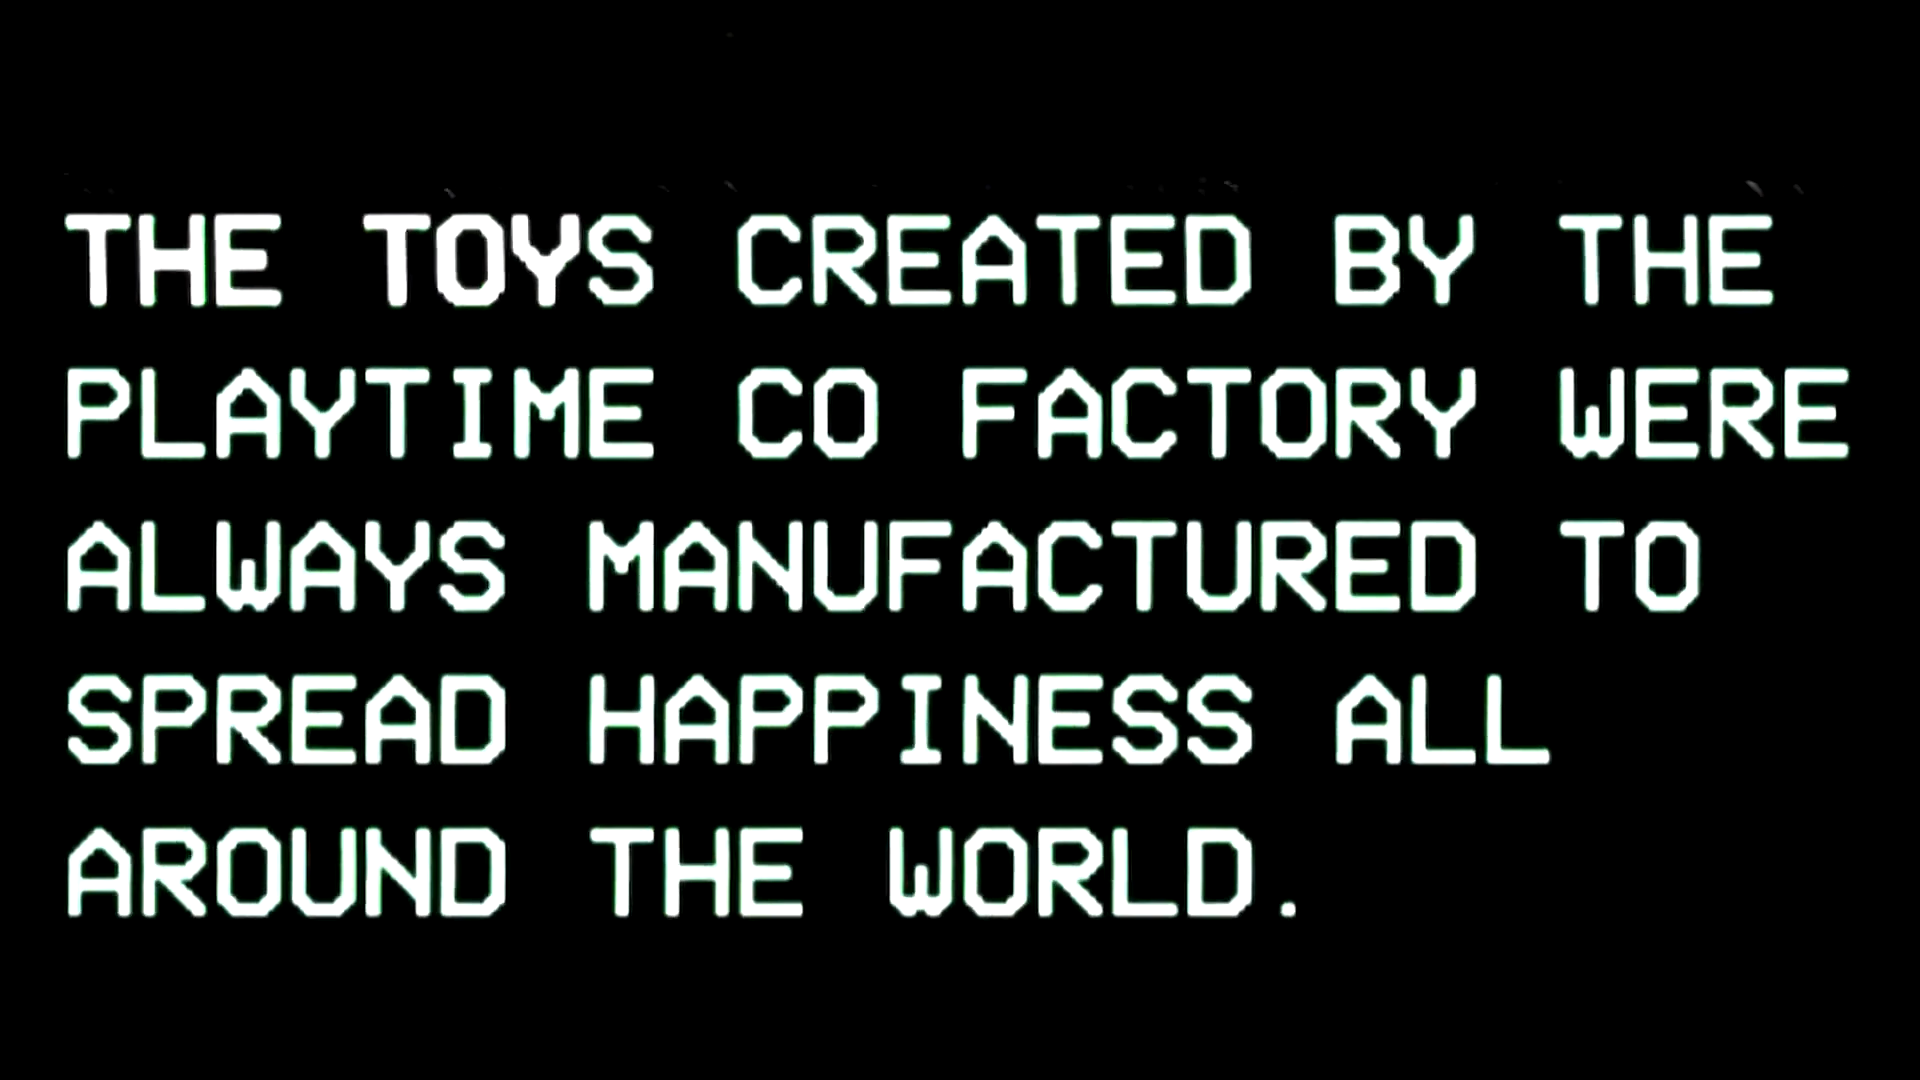 THE TOYS CREATED BY THE
PLAYTIME CO FACTORY WERE
ALWAYS MANUFACTURED TO
SPREAD HAPPINESS ALL
AROUND THE WORLD.